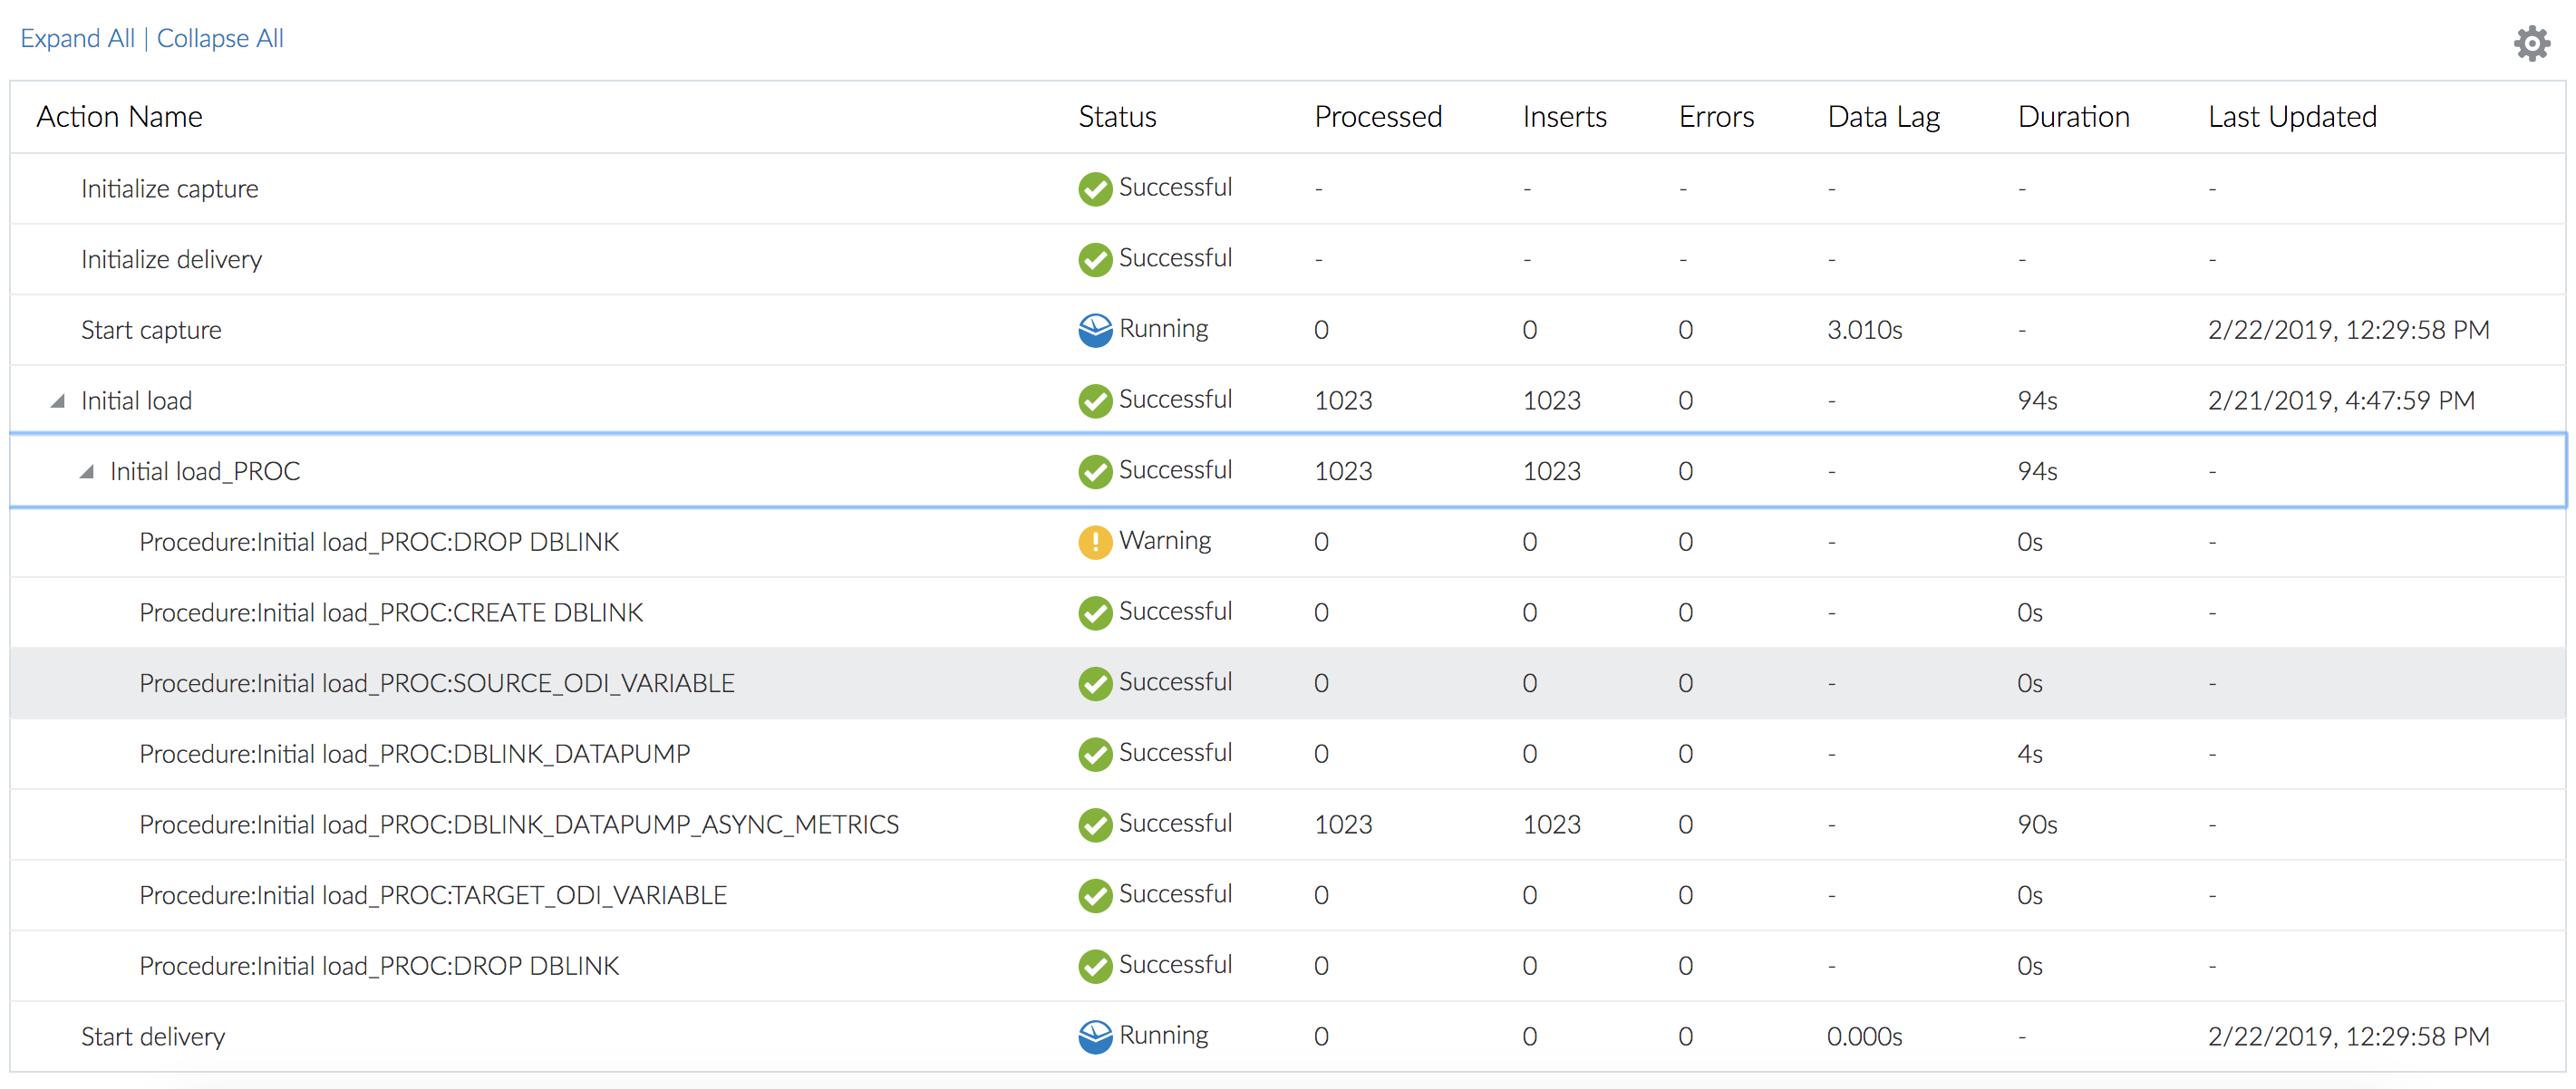 Expand All | Collapse All
Action Name Status Processed Inserts Errors Data Lag Duration Last Updated
Initialize capture Successful - - - - - -
Initialize delivery Successful - - - - - -
Start capture Running 0 0 0 3.010s - 2/22/2019, 12:29:58 PM
Initial load Successful 1023 1023 0 - 94s 2/21/2019, 4:47:59 PM
Initial load_PROC Successful 1023 1023 0 - 94s -
Procedure:Initial load_PROC:DROP DBLINK Warning 0 0 0 - 0s -
Procedure:Initial load_PROC:CREATE DBLINK Successful 0 0 0 - 0s -
Procedure:Initial load_PROC:SOURCE_ODI_VARIABLE Successful 0 0 0 - 0s -
Procedure:Initial load_PROC:DBLINK_DATAPUMP Successful 0 0 0 - 4s -
Procedure:Initial load_PROC:DBLINK_DATAPUMP_ASYNC_METRICS Successful 1023 1023 0 - 90s -
Procedure:Initial load_PROC:TARGET_ODI_VARIABLE Successful 0 0 0 - 0s -
Procedure:Initial load_PROC:DROP DBLINK Successful 0 0 0 - 0s -
Start delivery Running 0 0 0 0.000s - 2/22/2019, 12:29:58 PM